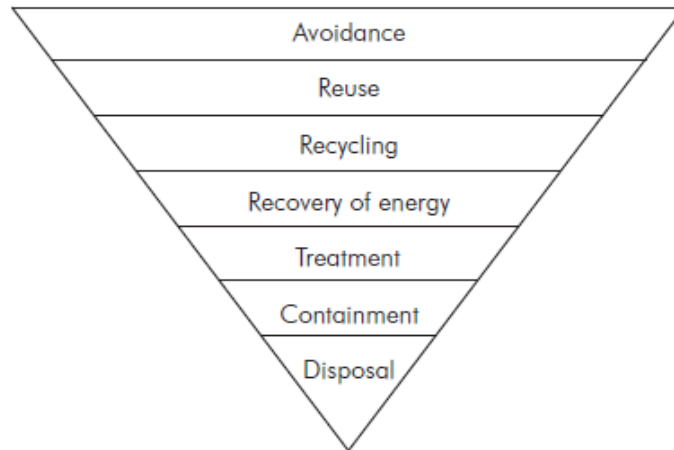 Avoidance
Reuse
Recycling
Recovery of energy
Treatment
Containment
Disposal